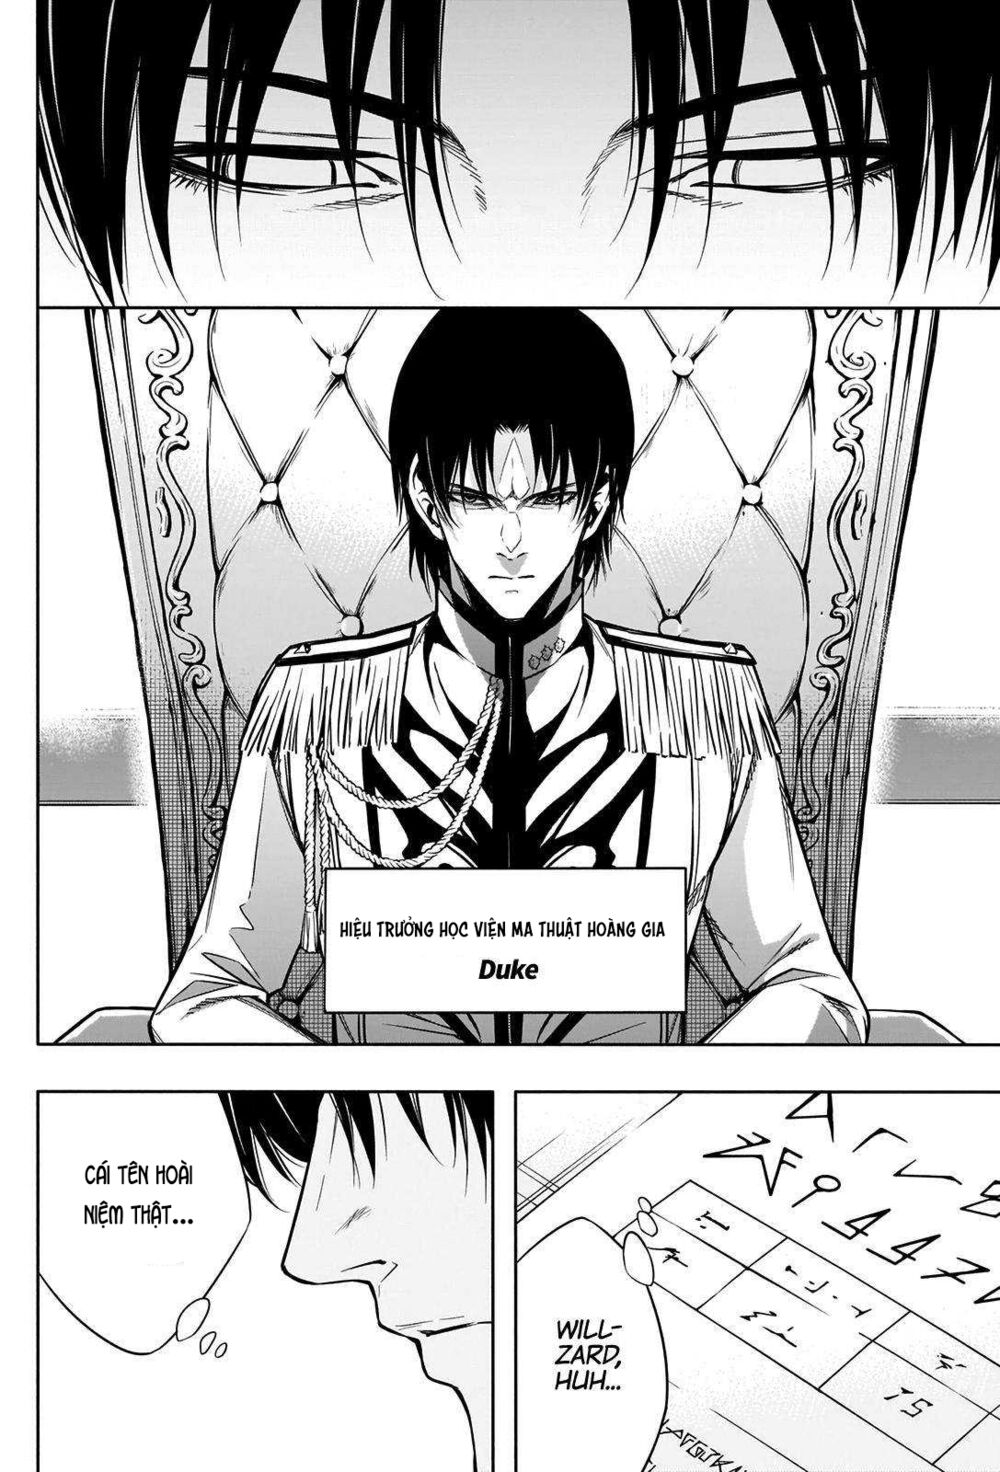 HIỆU TRƯỞNG HỌC VIỆN MA THUẬT HOÀNG GIA
Duke
WILL-
ZARD,
HUH...
CÁI TÊN HOÀI
NIỆM THẬT...